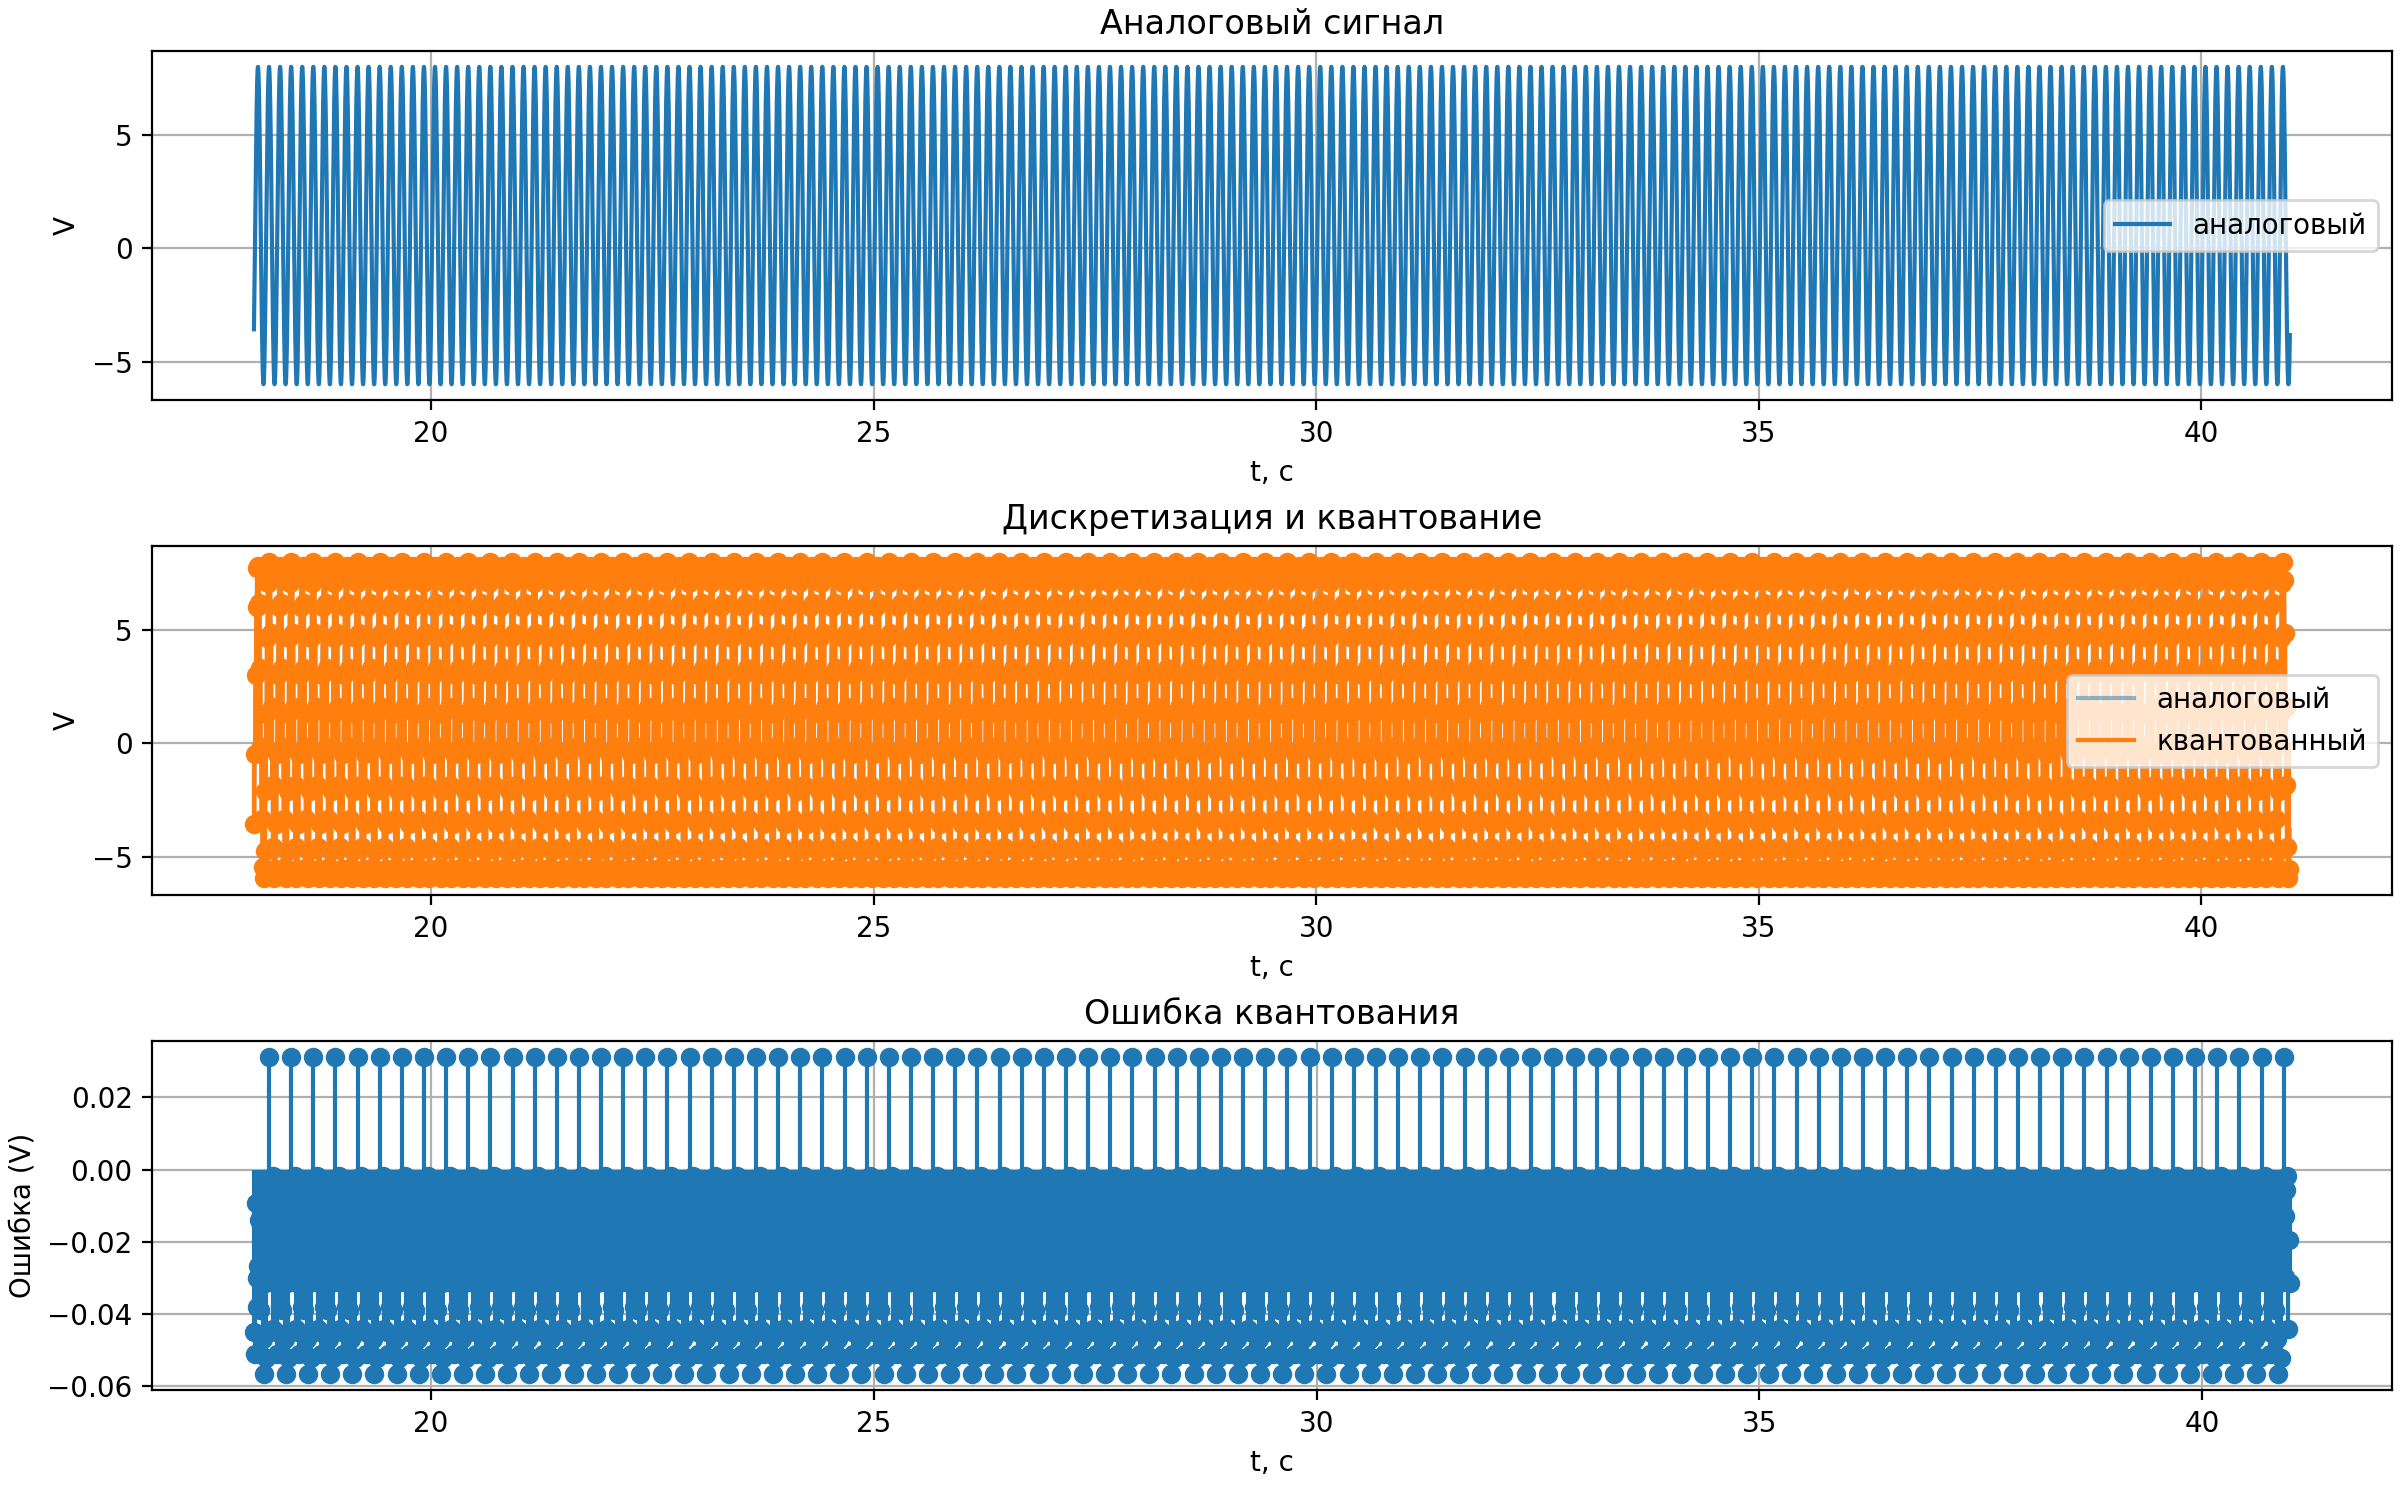 Аналоговый сигнал
5
0
−5
V
аналоговый
20 25 30 35 40
t, с
Дискретизация и квантование
5
0
−5
V
аналоговый
квантованный
20 25 30 35 40
t, с
Ошибка квантования
0.02
0.00
−0.02
−0.04
−0.06
Ошибка (V)
20 25 30 35 40
t, с